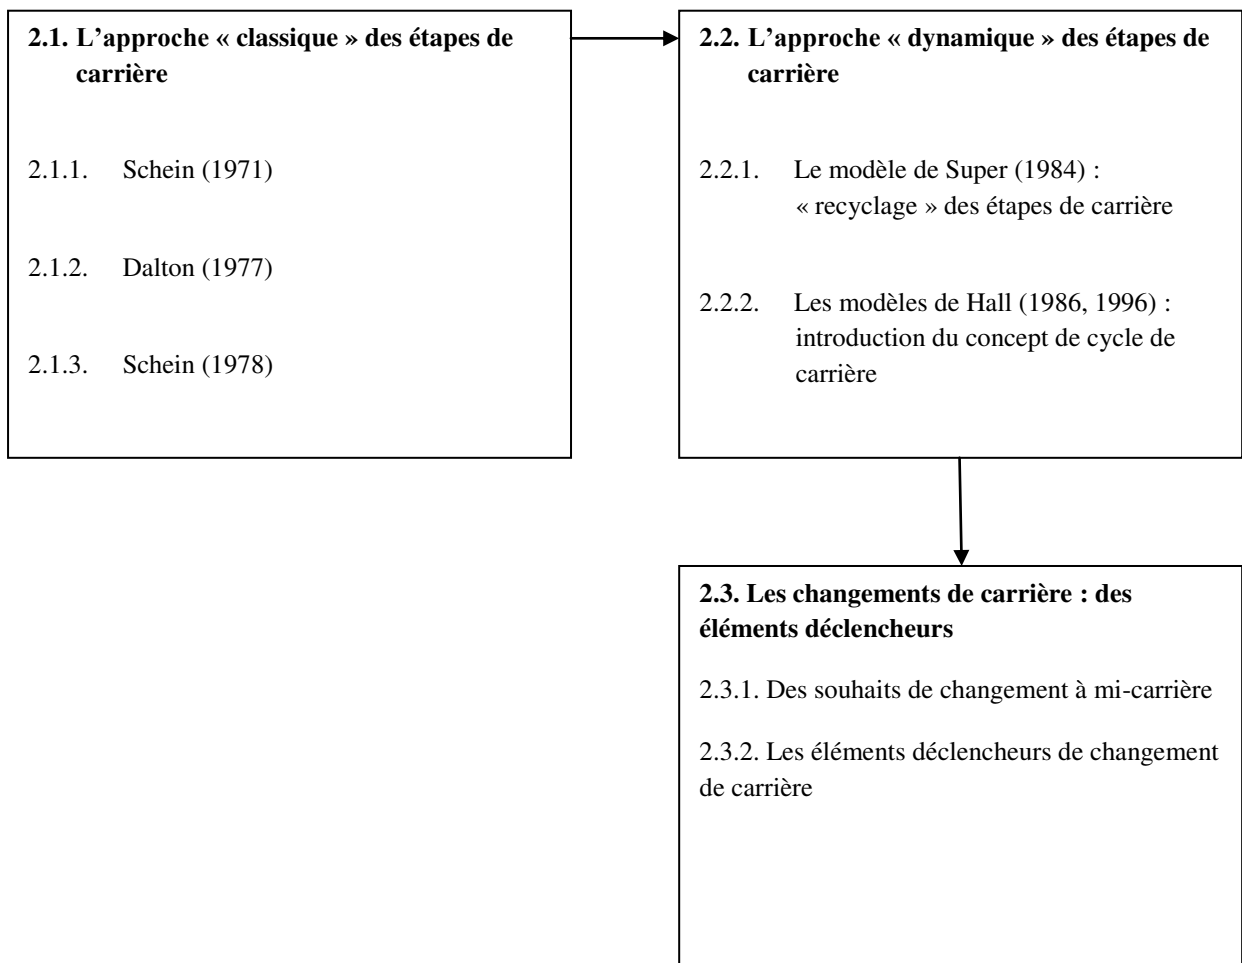 2.1. L’approche « classique » des étapes de
carrière
2.1.1. Schein (1971)
2.1.2. Dalton (1977)
2.1.3. Schein (1978)
2.2. L’approche « dynamique » des étapes de
carrière
2.2.1. Le modèle de Super (1984) :
« recyclage » des étapes de carrière
2.2.2. Les modèles de Hall (1986, 1996) :
introduction du concept de cycle de
carrière
2.3. Les changements de carrière : des
éléments déclencheurs
2.3.1. Des souhaits de changement à mi-carrière
2.3.2. Les éléments déclencheurs de changement
de carrière